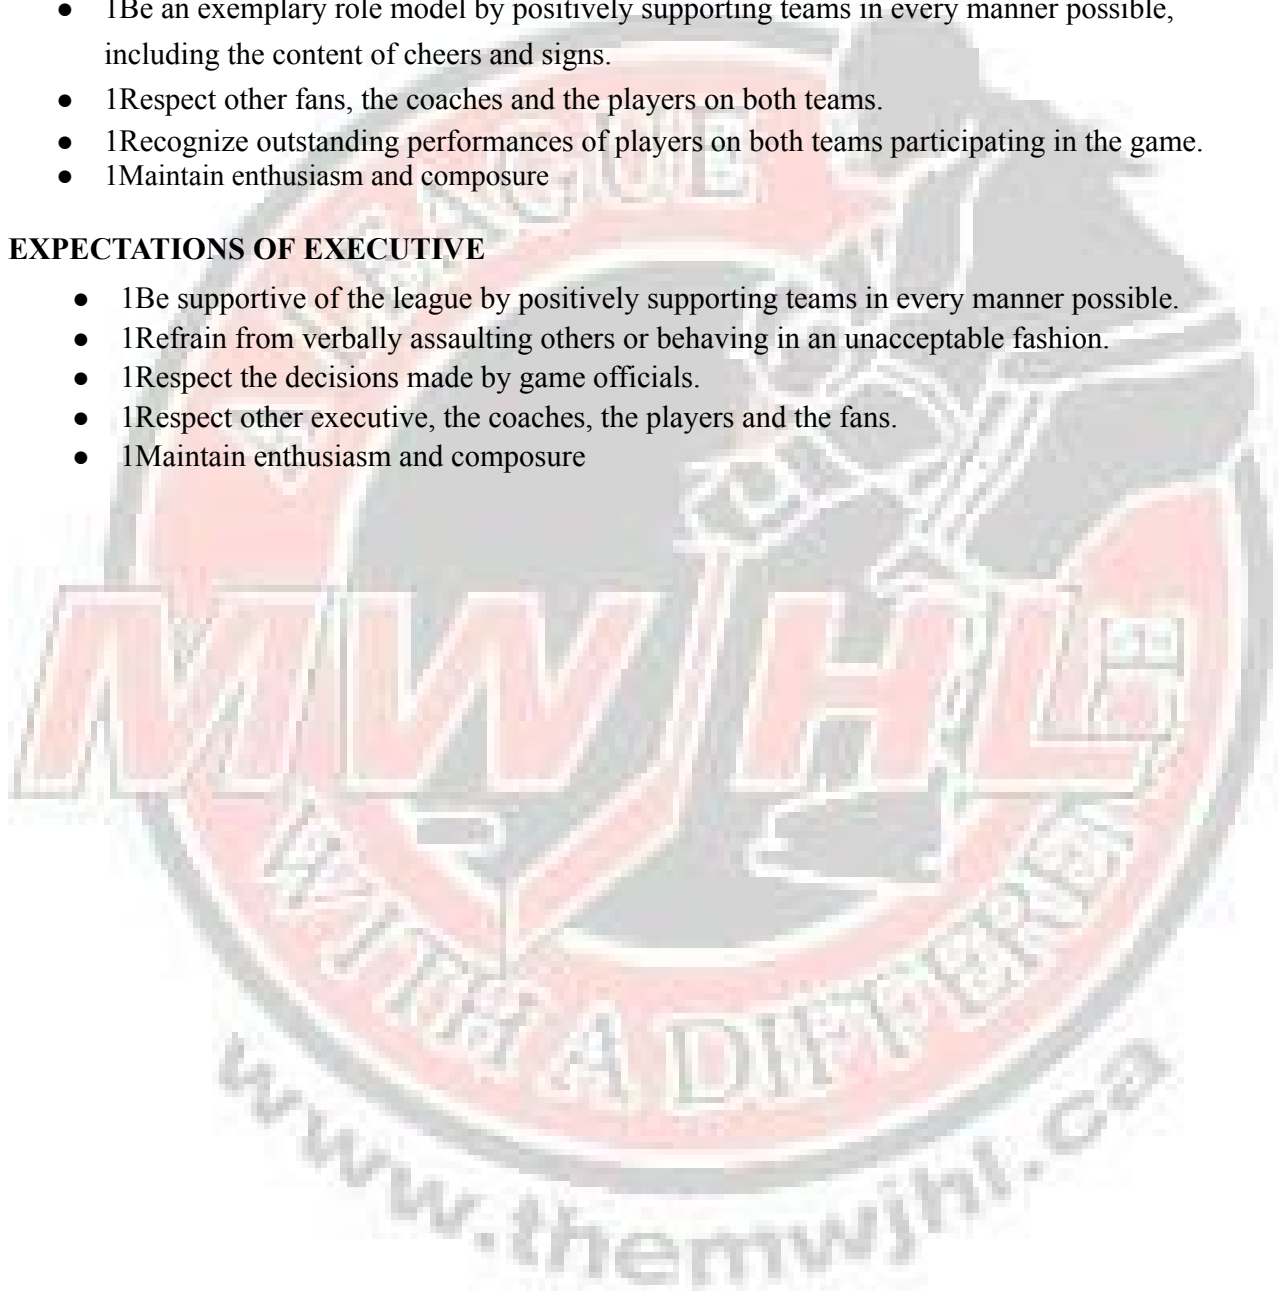 ● 1Be an exemplary role model by positively supporting teams in every manner possible,
including the content of cheers and signs.
● 1Respect other fans, the coaches and the players on both teams.
● 1Recognize outstanding performances of players on both teams participating in the game.
● 1Maintain enthusiasm and composure
EXPECTATIONS OF EXECUTIVE
● 1Be supportive of the league by positively supporting teams in every manner possible.
● 1Refrain from verbally assaulting others or behaving in an unacceptable fashion.
● 1Respect the decisions made by game officials.
● 1Respect other executive, the coaches, the players and the fans.
● 1Maintain enthusiasm and composure
LEAGUE
MWJHL
WITH A DIFFEREN
www.themwjhl.ca